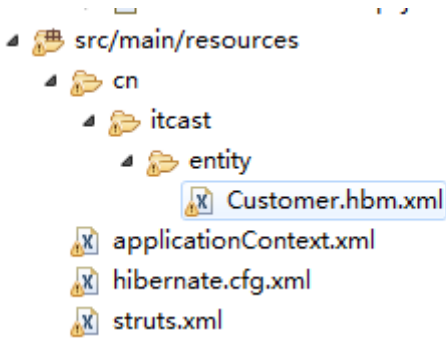 src/main/resources
cn
itcast
entity
Customer.hbm.xml
applicationContext.xml
hibernate.cfg.xml
struts.xml